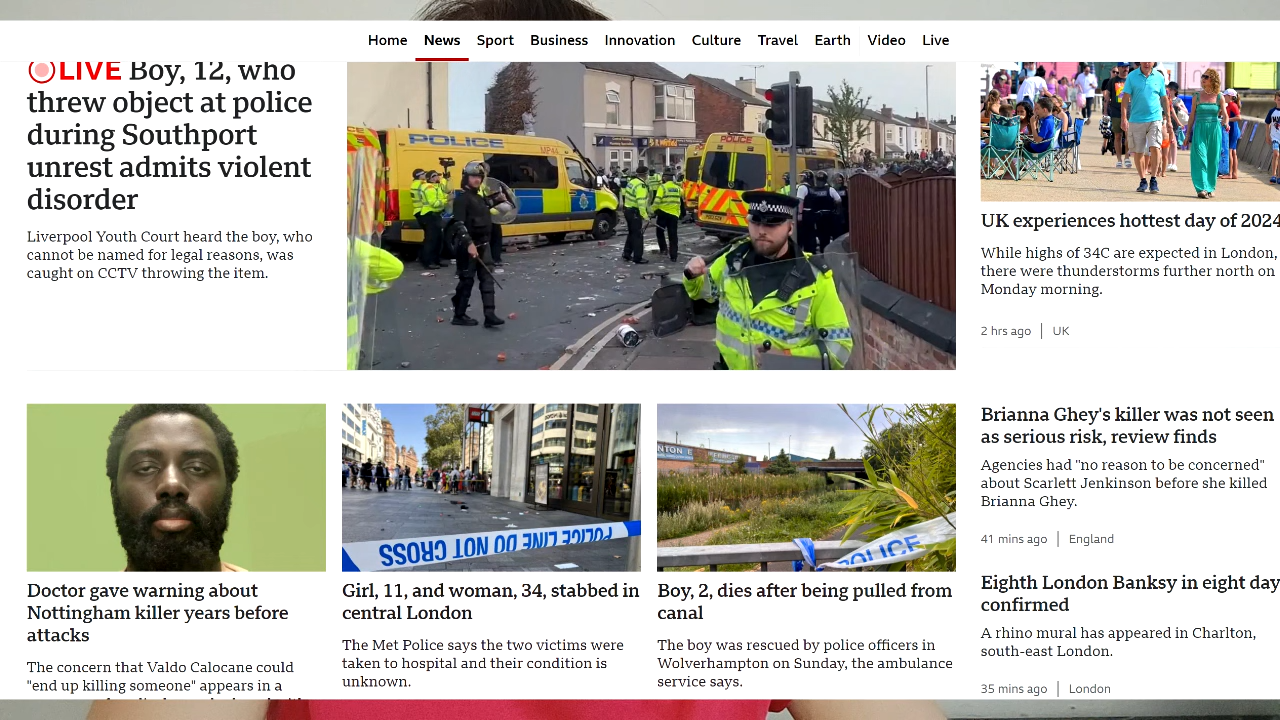 Home News Sport Business Innovation Culture Travel Earth Video Live
LIVE Boy, 12, who
threw object at police
during Southport
unrest admits violent
disorder
Liverpool Youth Court heard the boy, who
cannot be named for legal reasons, was
caught on CCTV throwing the item.
POLICE
POLICE
UK experiences hottest day of 2024
While highs of 34C are expected in London,
there were thunderstorms further north on
Monday morning.
2 hrs ago | UK
Doctor gave warning about
Nottingham killer years before
attacks
The concern that Valdo Calocane could
"end up killing someone" appears in a
POLICE LINE DO NOT CROSS
Girl, 11, and woman, 34, stabbed in
central London
The Met Police says the two victims were
taken to hospital and their condition is
unknown.
POLICE
Boy, 2, dies after being pulled from
canal
The boy was rescued by police officers in
Wolverhampton on Sunday, the ambulance
service says.
Brianna Ghey's killer was not seen
as serious risk, review finds
Agencies had "no reason to be concerned"
about Scarlett Jenkinson before she killed
Brianna Ghey.
41 mins ago | England
Eighth London Banksy in eight day
confirmed
A rhino mural has appeared in Charlton,
south-east London.
35 mins ago | London